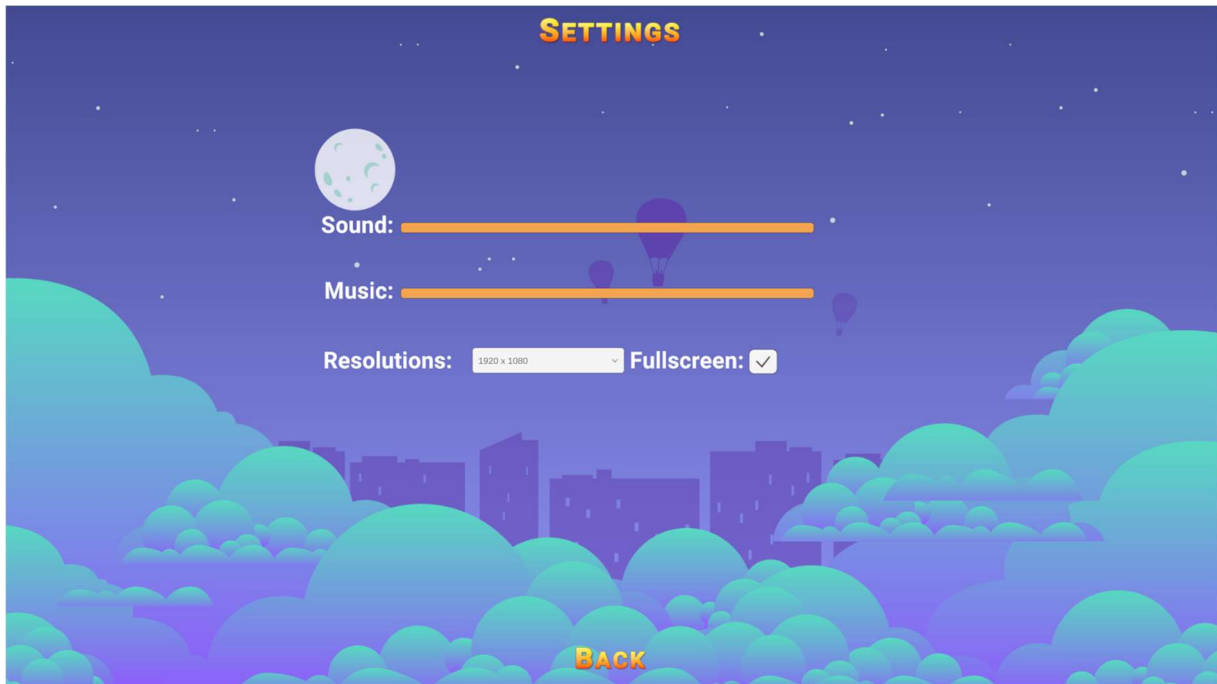 SETTINGS
Sound:
Music:
Resolutions: 1920 x 1080 Fullscreen:
BACK